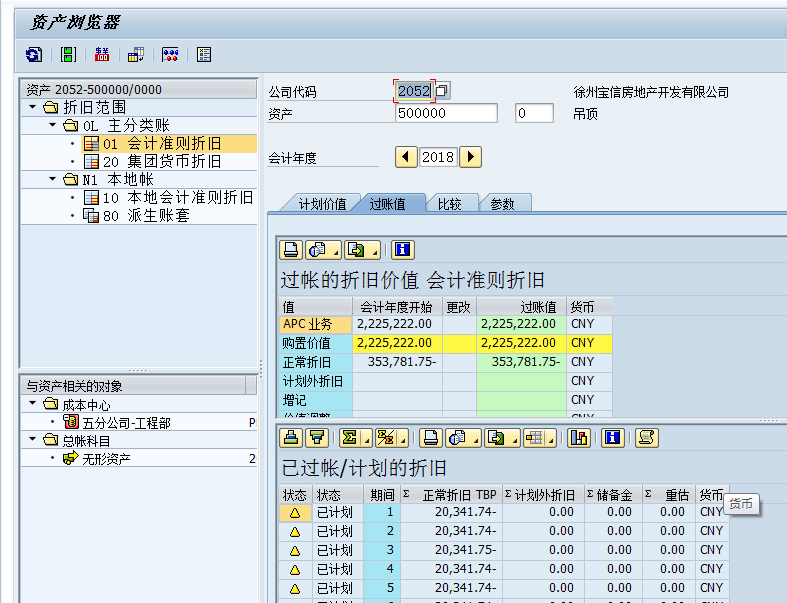 资产浏览器
资产 2052-500000/0000
折旧范围
0L 主分类账
01 会计准则折旧
20 集团货币折旧
N1 本地帐
10 本地会计准则折旧
80 派生账套
与资产相关的对象
成本中心
五分公司-工程部 P
总帐科目
无形资产 2
公司代码 2052 徐州宝信房地产开发有限公司
资产 500000 0 吊顶
会计年度 2018
计划价值 过账值 比较 参数
过帐的折旧价值 会计准则折旧
值 会计年度开始 更改 过账值 货币
APC 业务 2,225,222.00 2,225,222.00 CNY
购置价值 2,225,222.00 2,225,222.00 CNY
正常折旧 353,781.75- 353,781.75- CNY
计划外折旧 CNY
增记 CNY
价值调整 CNY
已过帐/计划的折旧
状态 状态 期间 Σ 正常折旧 TBP Σ 计划外折旧 Σ 储备金 Σ 重估 货币
货币
已计划 1 20,341.74- 0.00 0.00 0.00 CNY
已计划 2 20,341.74- 0.00 0.00 0.00 CNY
已计划 3 20,341.75- 0.00 0.00 0.00 CNY
已计划 4 20,341.74- 0.00 0.00 0.00 CNY
已计划 5 20,341.74- 0.00 0.00 0.00 CNY